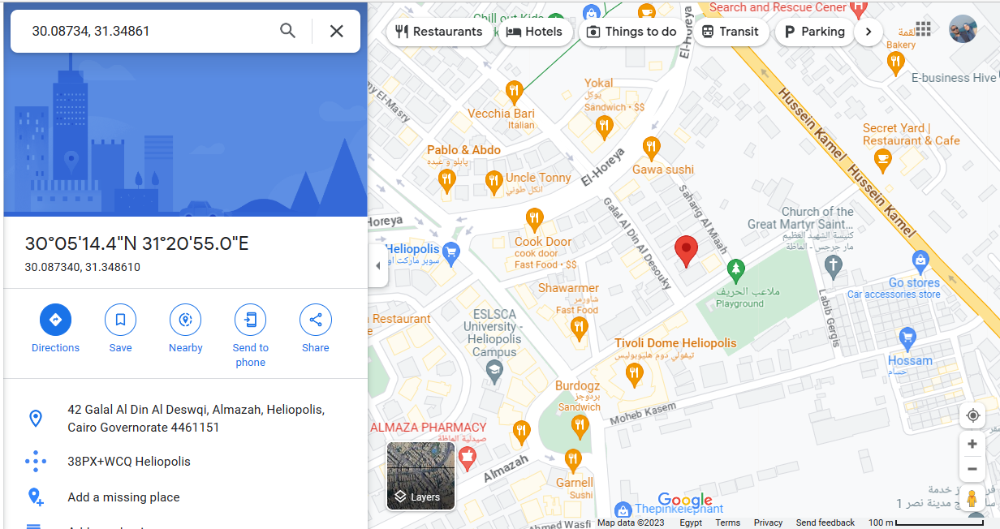 30.08734, 31.34861
30°05'14.4"N 31°20'55.0"E
30.087340, 31.348610
Directions
Save
Nearby
Send to
phone
Share
42 Galal Al Din Al Deswqi, Almazah, Heliopolis,
Cairo Governorate 4461151
38PX+WCQ Heliopolis
Add a missing place
Restaurants
Hotels
Things to do
Transit
Parking
Search and Rescue Cener
Chill out Kids
El-Horeya
Bakery
E-business Hive
El-Masry
Vecchia Bari
Italian
Yokal
يوكل
Sandwich • $$
Hussein Kamel
Hussein Kamel
Secret Yard |
Restaurant & Cafe
Pablo & Abdo
بابلو و عبده
Uncle Tonny
انكل طوني
Gawa sushi
El-Horeya
Galal Al Din Al Desouky
Saharig Al Miaah
Church of the
Great Martyr Saint...
كنيسة الشهيد العظيم
مار جرجس - الماظة
Horeya
Heliopolis
سوبر ماركت
Cook Door
cook door
Fast Food • $$
Go stores
Car accessories store
Shawarmer
شاورمر
Fast Food
ملاعب الحريف
Playground
Labib Gergis
Restaurant
ESLSCA
University -
Heliopolis
Campus
Tivoli Dome Heliopolis
تيفولي دوم هليوبوليس
Hossam
حسام
Burdogz
بردوجز
Sandwich
Moheb Kasem
ALMAZA PHARMACY
صيدلية الماظة
Almazah
Garnell
Sushi
Layers
Google
Thepinkelephant
خدمة
مدينة نصر 1
Ahmed Wasfi
Map data ©2023
Egypt
Terms
Privacy
Send feedback
100 m